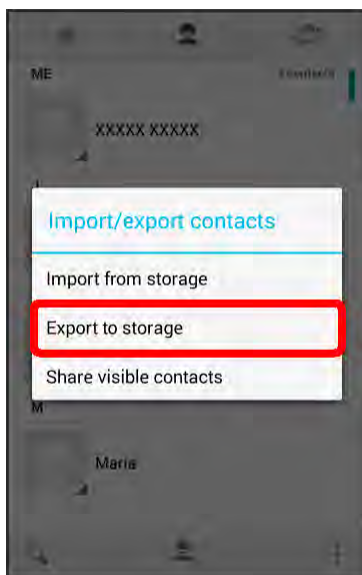 ME
XXXXX XXXXX
Import/export contacts
Import from storage
Export to storage
Share visible contacts
M
Maria